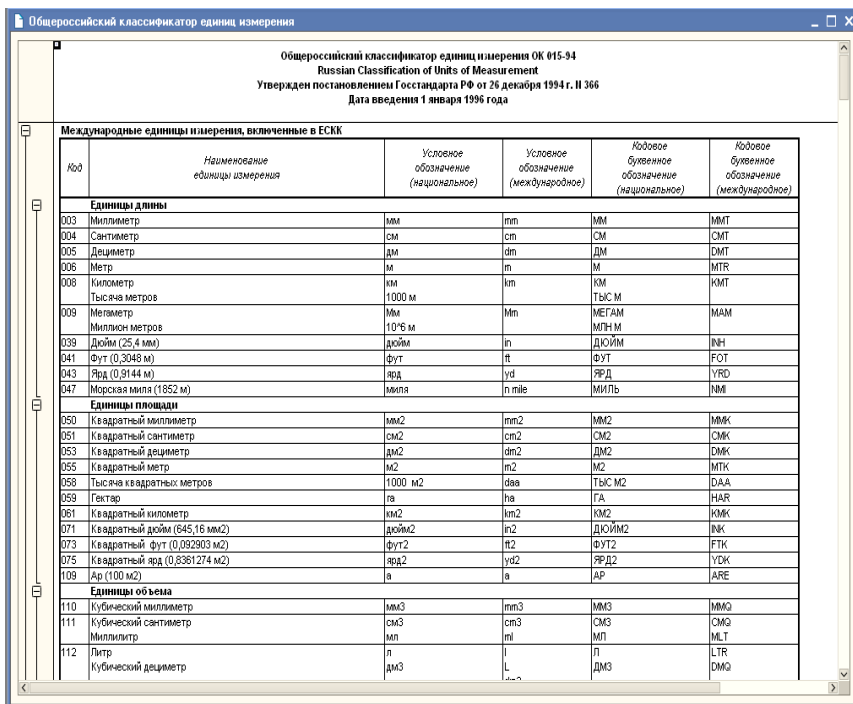 Общероссийский классификатор единиц измерения
Общероссийский классификатор единиц измерения ОК 015-94
Russian Classification of Units of Measurement
Утвержден постановлением Госстандарта РФ от 26 декабря 1994 г. N 366
Дата введения 1 января 1996 года
Международные единицы измерения, включенные в ЕСКК
Код Наименование единицы измерения Условное обозначение (национальное) Условное обозначение (международное) Кодовое буквенное обозначение (национальное) Кодовое буквенное обозначение (международное)
Единицы длины
003 Миллиметр мм mm ММ MMT
004 Сантиметр см cm СМ CMT
005 Дециметр дм dm ДМ DMT
006 Метр м m М MTR
008 Километр км km КМ KMT
Тысяча метров 1000 м ТЫС М
009 Мегаметр Мм Mm МЕГАМ MAM
Миллион метров 10^6 м МЛН М
039 Дюйм (25,4 мм) дюйм in ДЮЙМ INH
041 Фут (0,3048 м) фут ft ФУТ FOT
043 Ярд (0,9144 м) ярд yd ЯРД YRD
047 Морская миля (1852 м) миля n mile МИЛЬ NMI
Единицы площади
050 Квадратный миллиметр мм2 mm2 ММ2 MMK
051 Квадратный сантиметр см2 cm2 СМ2 CMK
053 Квадратный дециметр дм2 dm2 ДМ2 DMK
055 Квадратный метр м2 m2 М2 MTK
058 Тысяча квадратных метров 1000 м2 daa ТЫС М2 DAA
059 Гектар га ha ГА HAR
061 Квадратный километр км2 km2 КМ2 KMK
071 Квадратный дюйм (645,16 мм2) дюйм2 in2 ДЮЙМ2 INK
073 Квадратный фут (0,092903 м2) фут2 ft2 ФУТ2 FTK
075 Квадратный ярд (0,8361274 м2) ярд2 yd2 ЯРД2 YDK
109 Ар (100 м2) а a АР ARE
Единицы объема
110 Кубический миллиметр мм3 mm3 ММ3 MMQ
111 Кубический сантиметр см3 cm3 СМ3 CMQ
Миллилитр мл ml МЛ MLT
112 Литр л l Л LTR
Кубический дециметр дм3 L ДМ3 DMQ